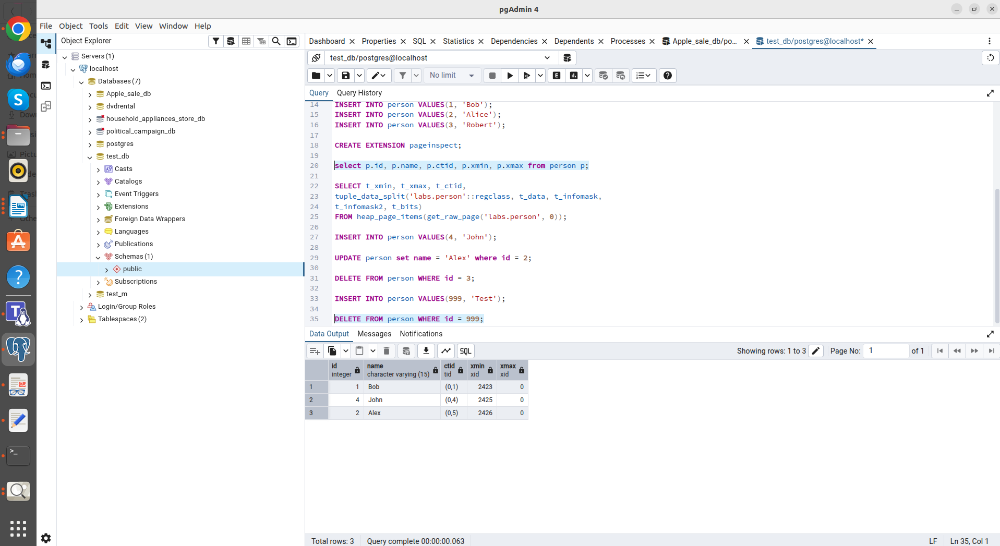 pgAdmin 4
File Object Tools Edit View Window Help
Object Explorer
Dashboard Properties SQL Statistics Dependencies Dependents Processes Apple_sale_db/po... test_db/postgres@localhost*
test_db/postgres@localhost
No limit
E
Query Query History
Servers (1)
localhost
Databases (7)
Apple_sale_db
dvdrental
household_appliances_store_db
political_campaign_db
postgres
test_db
Casts
Catalogs
Event Triggers
Extensions
Foreign Data Wrappers
Languages
Publications
Schemas (1)
public
Subscriptions
test_m
Login/Group Roles
Tablespaces (2)
14 INSERT INTO person VALUES(1, 'Bob');
15 INSERT INTO person VALUES(2, 'Alice');
16 INSERT INTO person VALUES(3, 'Robert');
17
18 CREATE EXTENSION pageinspect;
19
20 select p.id, p.name, p.ctid, p.xmin, p.xmax from person p;
21
22 SELECT t_xmin, t_xmax, t_ctid,
23 tuple_data_split('labs.person'::regclass, t_data, t_infomask,
24 t_infomask2, t_bits)
25 FROM heap_page_items(get_raw_page('labs.person', 0));
26
27 INSERT INTO person VALUES(4, 'John');
28
29 UPDATE person set name = 'Alex' where id = 2;
30
31 DELETE FROM person WHERE id = 3;
32
33 INSERT INTO person VALUES(999, 'Test');
34
35 DELETE FROM person WHERE id = 999;
Data Output Messages Notifications
SQL
Showing rows: 1 to 3
Page No: 1 of 1
id integer name character varying (15) ctid tid xmin xid xmax xid
1 1 Bob (0,1) 2423 0
2 4 John (0,4) 2425 0
3 2 Alex (0,5) 2426 0
Total rows: 3 Query complete 00:00:00.063 LF Ln 35, Col 1